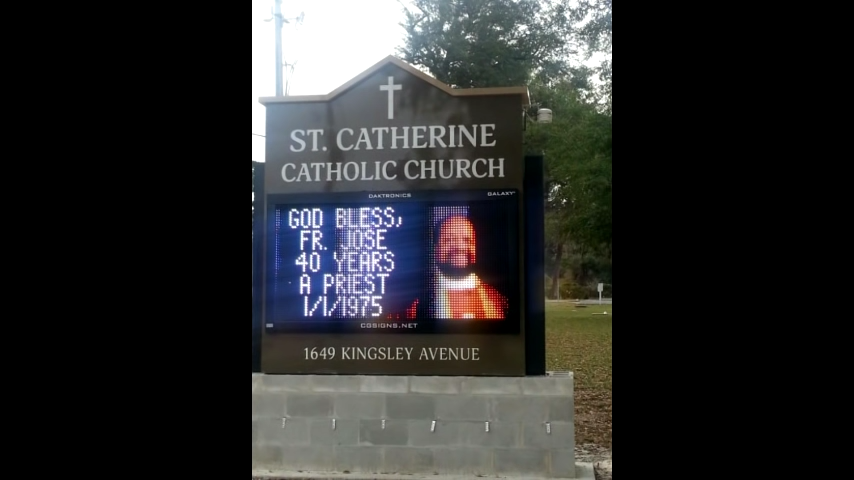 ST. CATHERINE
CATHOLIC CHURCH
DAKTRONICS GALAXY
GOD BLESS,
FR. JOSE
40 YEARS
A PRIEST
1/1/1975
CGSIGNS.NET
1649 KINGSLEY AVENUE